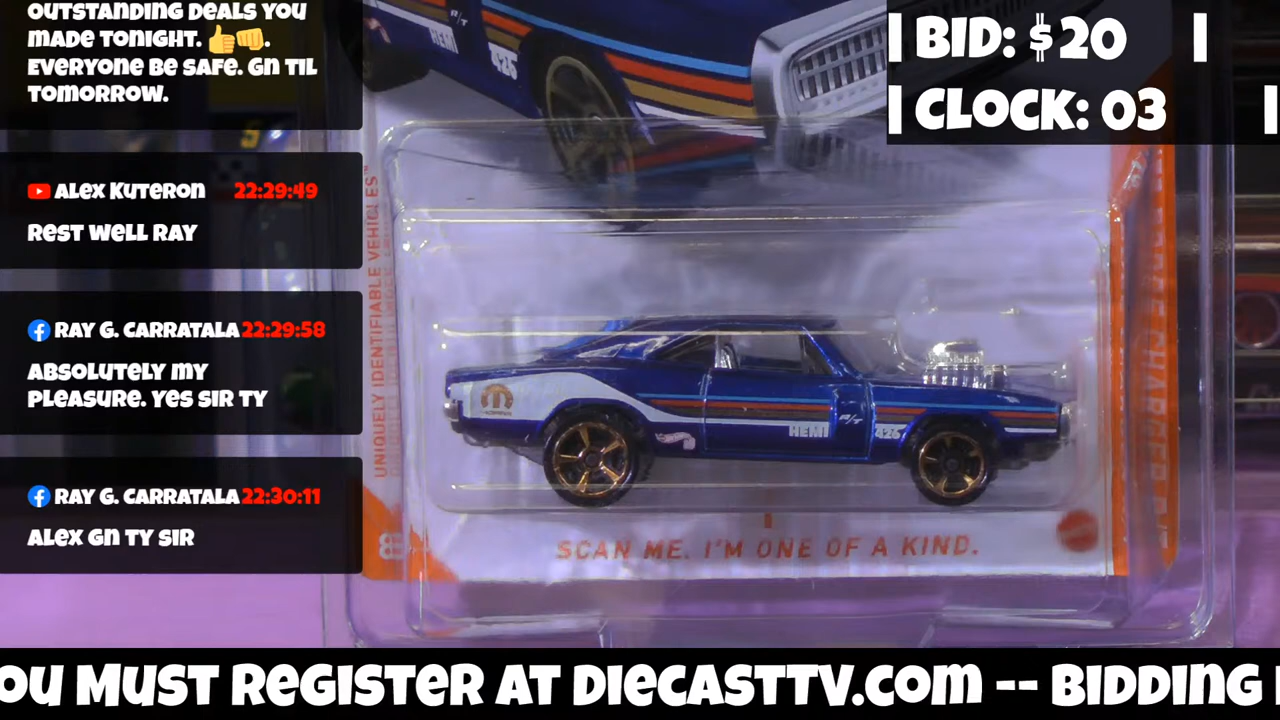 OUTSTANDING DEALS YOU
MADE TONIGHT. 👍👊.
EVERYONE BE SAFE. GN TIL
TOMORROW.
ALEX KUTERON 22:29:49
REST WELL RAY
RAY G. CARRATALA 22:29:58
ABSOLUTELY MY
PLEASURE. YES SIR TY
RAY G. CARRATALA 22:30:11
ALEX GN TY SIR
| BID: $20 |
| CLOCK: 03 |
R/T
HEMI
426
UNIQUELY IDENTIFIABLE VEHICLES™
HEMI
R/T
426
SCAN ME. I'M ONE OF A KIND.
OU MUST REGISTER AT DIECASTTV.COM -- BIDDING